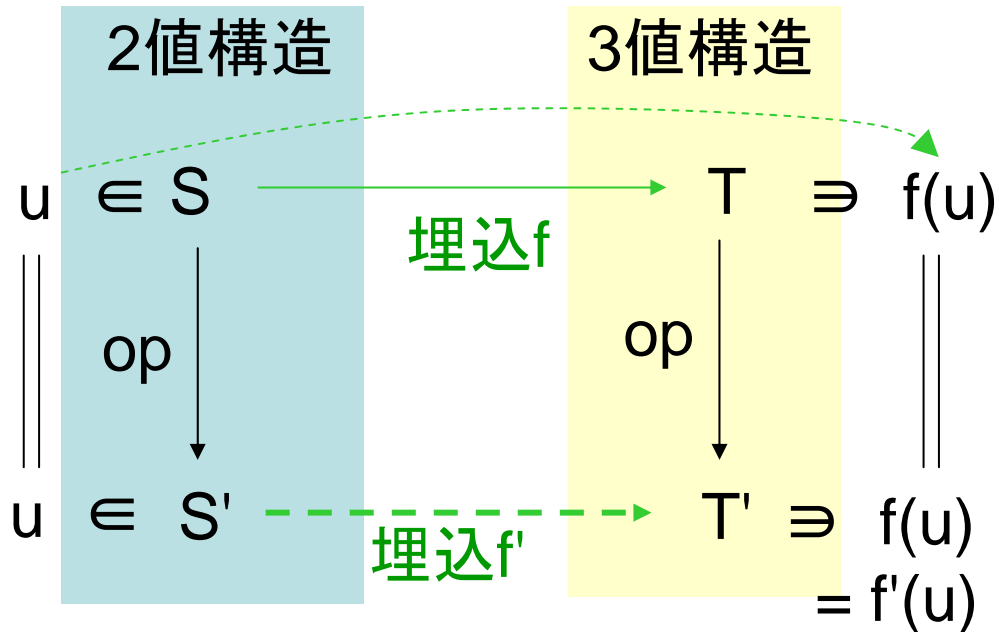 2値構造
3値構造
u ∈ S
T ∋ f(u)
埋込f
op
op
u ∈ S'
T' ∋ f(u)
埋込f'
= f'(u)